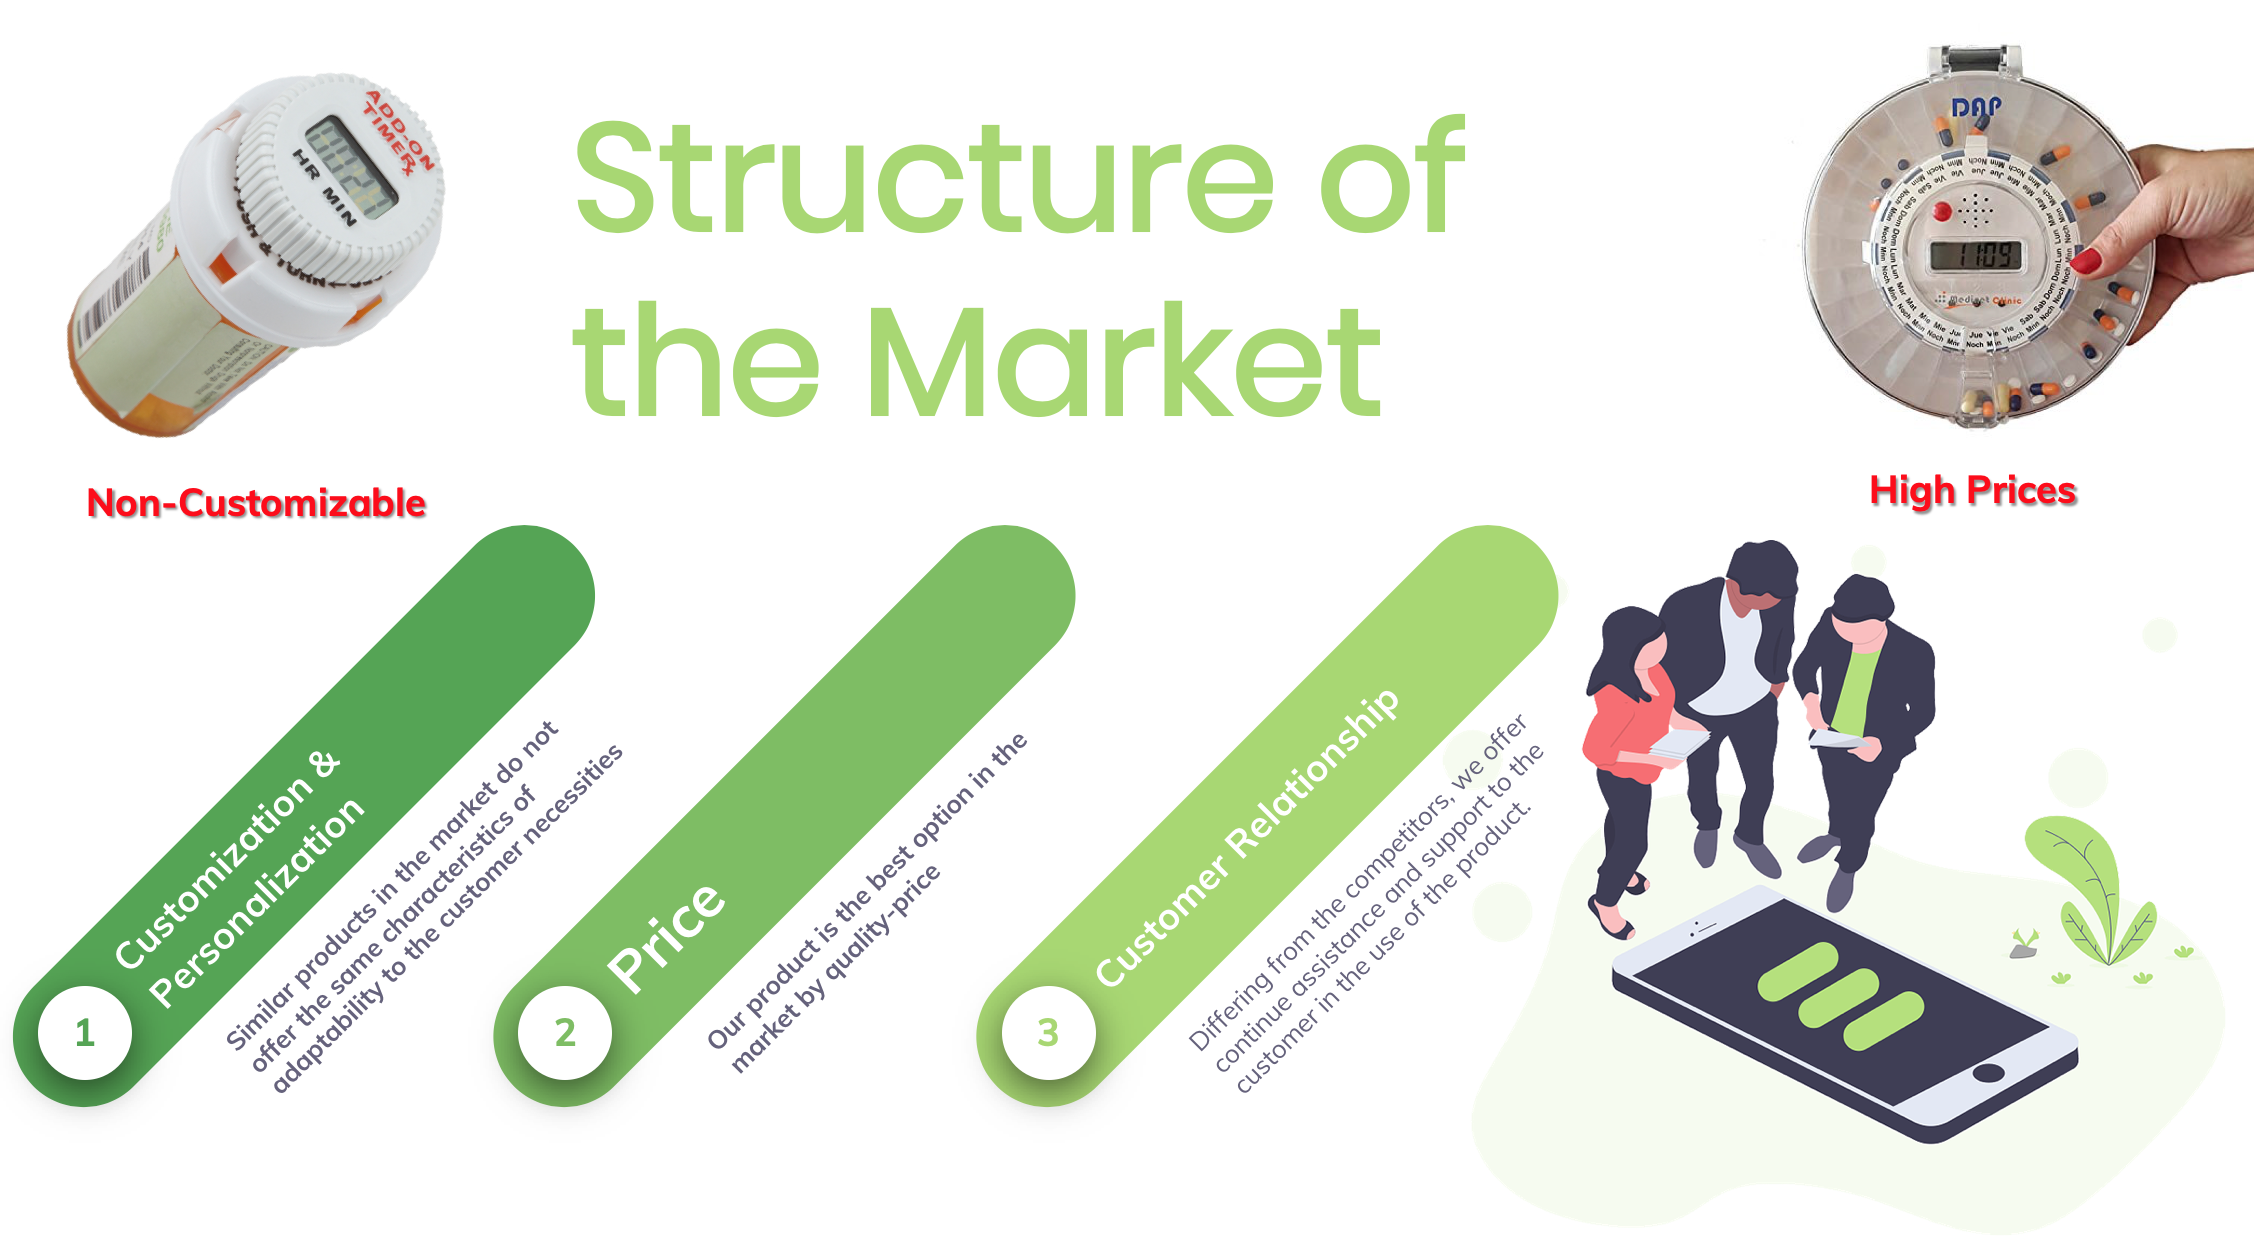 Structure of
the Market
ADD-ON
TIMER
HR MIN
Non-Customizable
DAP
11:09
Medicut Clinic
High Prices
Customization &
Personalization
1
Similar products in the market do not
offer the same characteristics of
adaptability to the customer necessities
Price
2
Our product is the best option in the
market by quality-price
Customer Relationship
3
Differing from the competitors, we offer
continue assistance and support to the
customer in the use of the product.